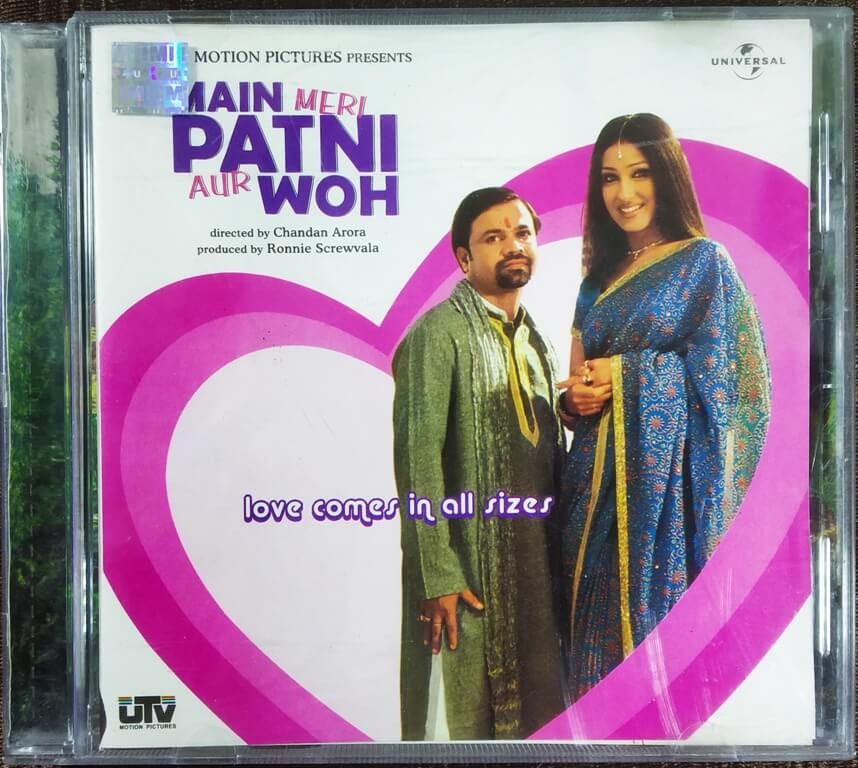 MOTION PICTURES PRESENTS
UNIVERSAL
MAIN MERI
PATNI
AUR WOH
directed by Chandan Arora
produced by Ronnie Screwvala
love comes in all sizes
UTV
MOTION PICTURES